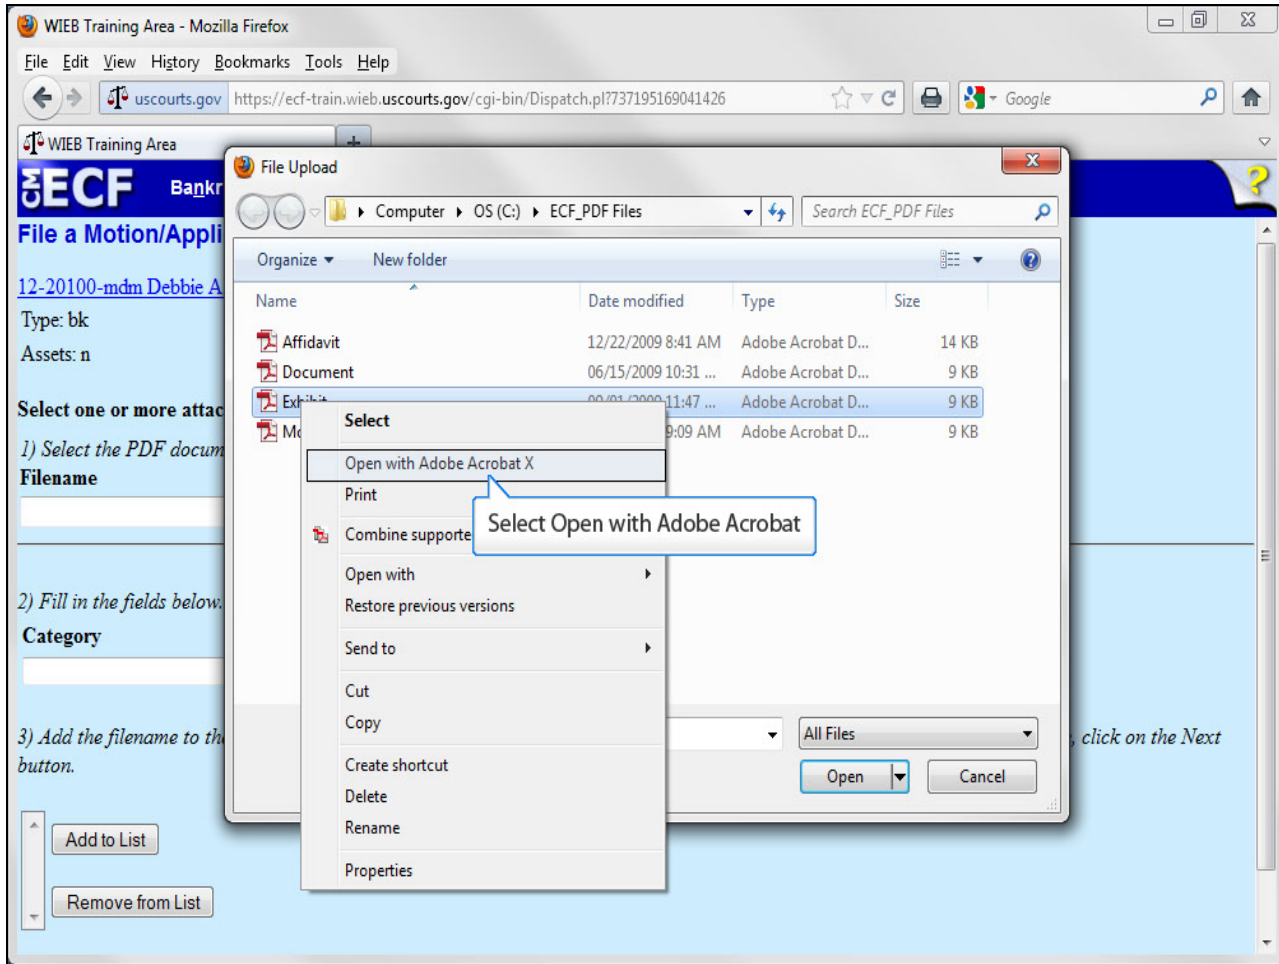 WIEB Training Area - Mozilla Firefox
File Edit View History Bookmarks Tools Help
uscourts.gov https://ecf-train.wieb.uscourts.gov/cgi-bin/Dispatch.pl?737195169041426 Google
WIEB Training Area
CM ECF Bankr
File Upload
Computer OS (C:) ECF_PDF Files Search ECF_PDF Files
Organize New folder
Name Date modified Type Size
Affidavit 12/22/2009 8:41 AM Adobe Acrobat D... 14 KB
Document 06/15/2009 10:31 ... Adobe Acrobat D... 9 KB
Exhibit 11:47 ... Adobe Acrobat D... 9 KB
Mo 9:09 AM Adobe Acrobat D... 9 KB
Select
Open with Adobe Acrobat X
Print
Combine supporte
Open with
Restore previous versions
Send to
Cut
Copy
Create shortcut
Delete
Rename
Properties
Select Open with Adobe Acrobat
All Files
Open Cancel
File a Motion/Appli
12-20100-mdm Debbie A
Type: bk
Assets: n
Select one or more attac
1) Select the PDF docum
Filename
2) Fill in the fields below.
Category
3) Add the filename to the , click on the Next
button.
Add to List
Remove from List